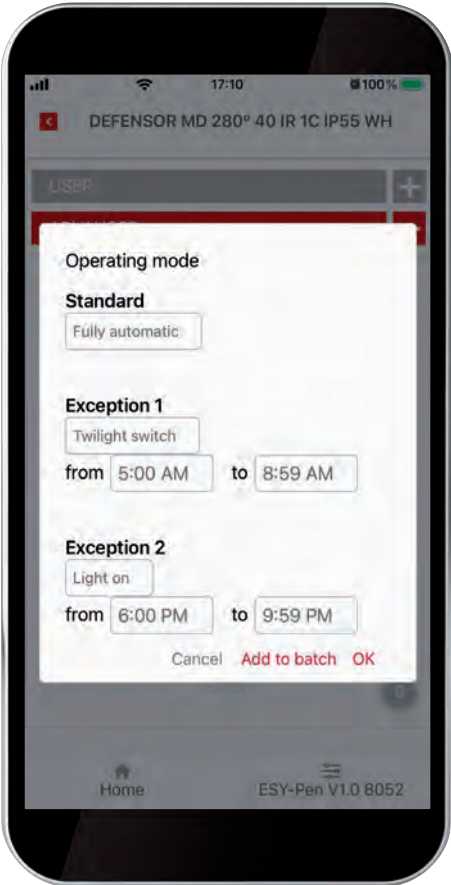 17:10 100%
DEFENSOR MD 280° 40 IR 1C IP55 WH
USER
Operating mode
Standard
Fully automatic
Exception 1
Twilight switch
from 5:00 AM to 8:59 AM
Exception 2
Light on
from 6:00 PM to 9:59 PM
Cancel Add to batch OK
Home ESY-Pen V1.0 8052